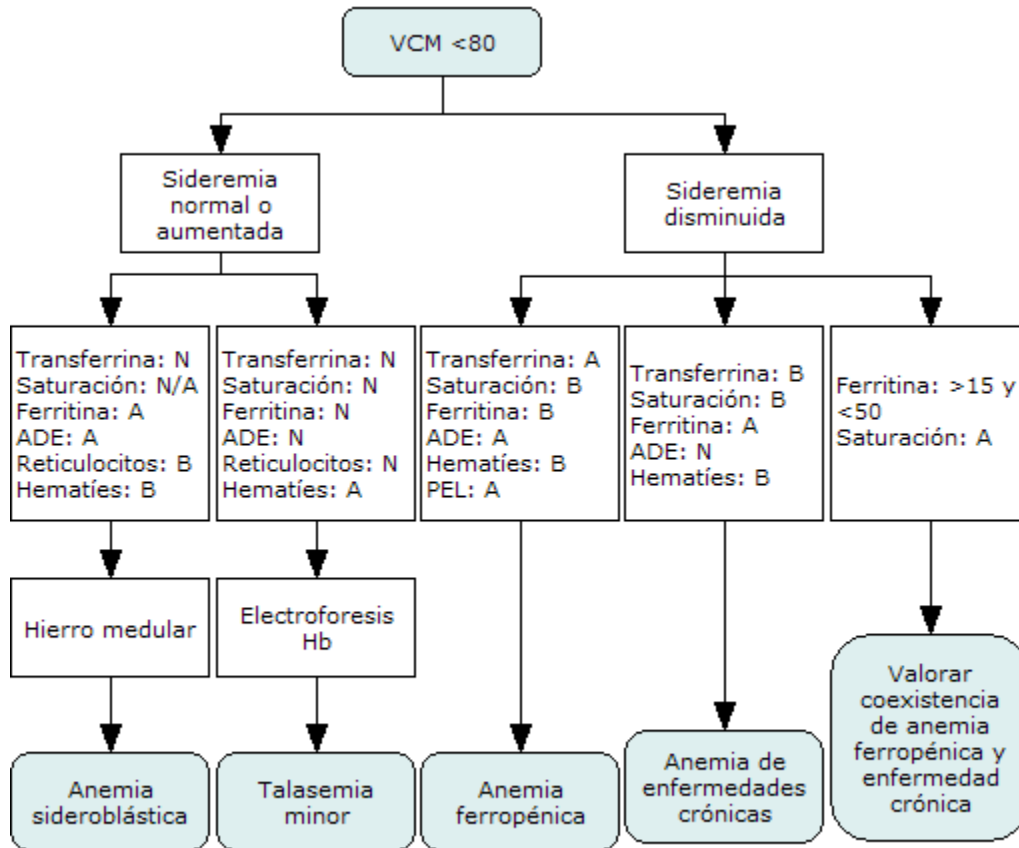 VCM <80
Sideremia
normal o
aumentada
Sideremia
disminuida
Transferrina: N
Saturación: N/A
Ferritina: A
ADE: A
Reticulocitos: B
Hematíes: B
Transferrina: N
Saturación: N
Ferritina: N
ADE: N
Reticulocitos: N
Hematíes: A
Transferrina: A
Saturación: B
Ferritina: B
ADE: A
Hematíes: B
PEL: A
Transferrina: B
Saturación: B
Ferritina: A
ADE: N
Hematíes: B
Ferritina: >15 y
<50
Saturación: A
Hierro medular
Electroforesis
Hb
Anemia
sideroblástica
Talasemia
minor
Anemia
ferropénica
Anemia de
enfermedades
crónicas
Valorar
coexistencia
de anemia
ferropénica y
enfermedad
crónica